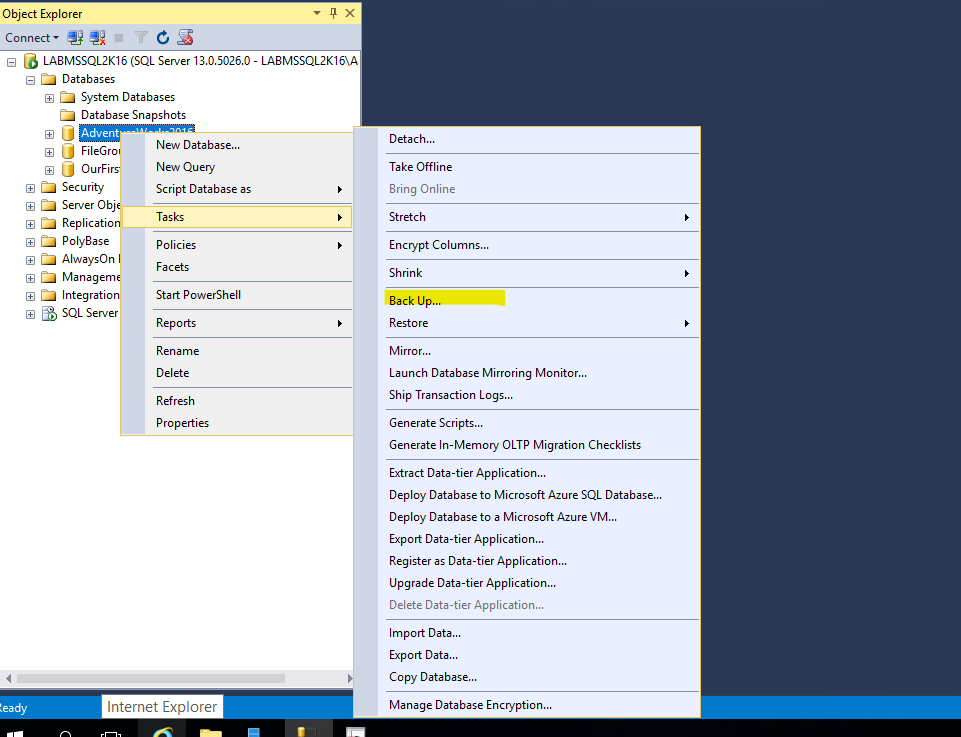 Object Explorer
Connect
LABMSSQL2K16 (SQL Server 13.0.5026.0 - LABMSSQL2K16\A
Databases
System Databases
Database Snapshots
AdventureWorks2016
FileGrou
OurFirst
Security
Server Obje
Replication
PolyBase
AlwaysOn
Manageme
Integration
SQL Server
New Database...
New Query
Script Database as
Tasks
Policies
Facets
Start PowerShell
Reports
Rename
Delete
Refresh
Properties
Detach...
Take Offline
Bring Online
Stretch
Encrypt Columns...
Shrink
Back Up...
Restore
Mirror...
Launch Database Mirroring Monitor...
Ship Transaction Logs...
Generate Scripts...
Generate In-Memory OLTP Migration Checklists
Extract Data-tier Application...
Deploy Database to Microsoft Azure SQL Database...
Deploy Database to a Microsoft Azure VM...
Export Data-tier Application...
Register as Data-tier Application...
Upgrade Data-tier Application...
Delete Data-tier Application...
Import Data...
Export Data...
Copy Database...
Manage Database Encryption...
Ready
Internet Explorer